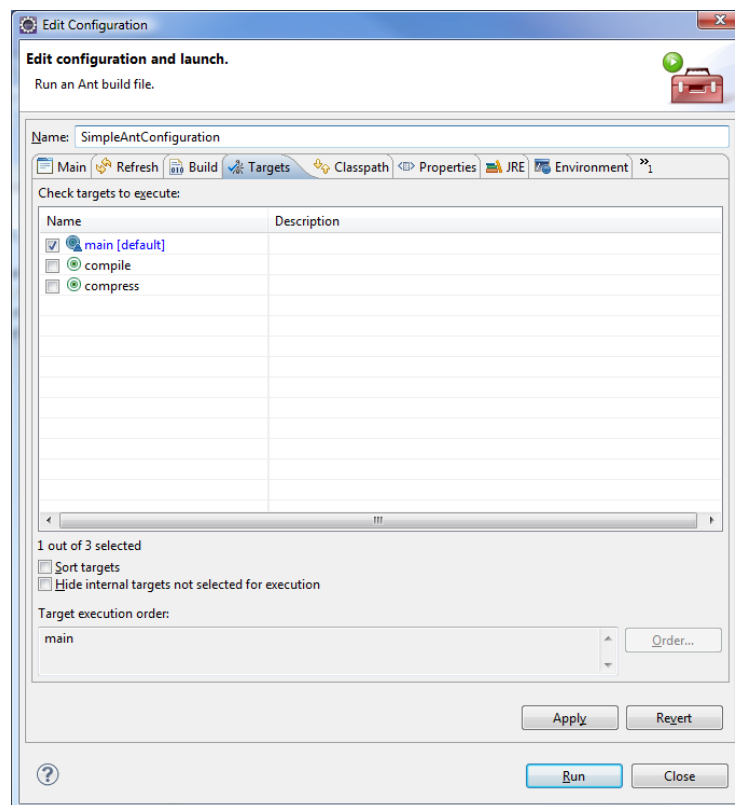 Edit Configuration
Edit configuration and launch.
Run an Ant build file.
Name: SimpleAntConfiguration
Main Refresh Build Targets Classpath Properties JRE Environment »1
Check targets to execute:
Name Description
main [default]
compile
compress
1 out of 3 selected
Sort targets
Hide internal targets not selected for execution
Target execution order:
main Order...
Apply Revert
Run Close